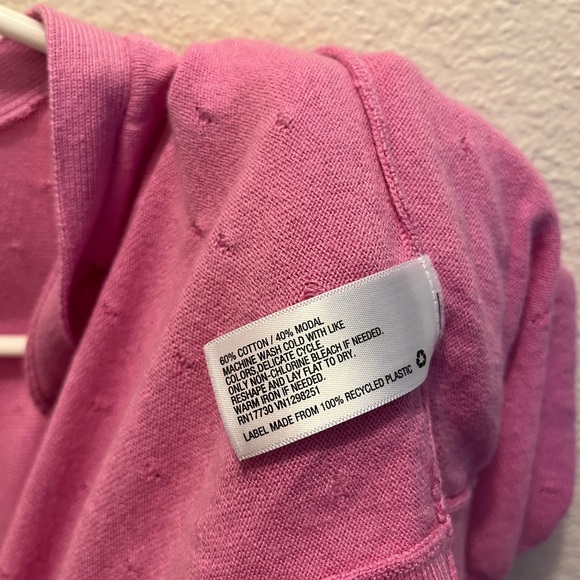 60% COTTON / 40% MODAL
MACHINE WASH COLD WITH LIKE
COLORS,DELICATE CYCLE.
ONLY NON-CHLORINE BLEACH IF NEEDED.
RESHAPE AND LAY FLAT TO DRY.
WARM IRON IF NEEDED.
RN17730 VN1298251
LABEL MADE FROM 100% RECYCLED PLASTIC